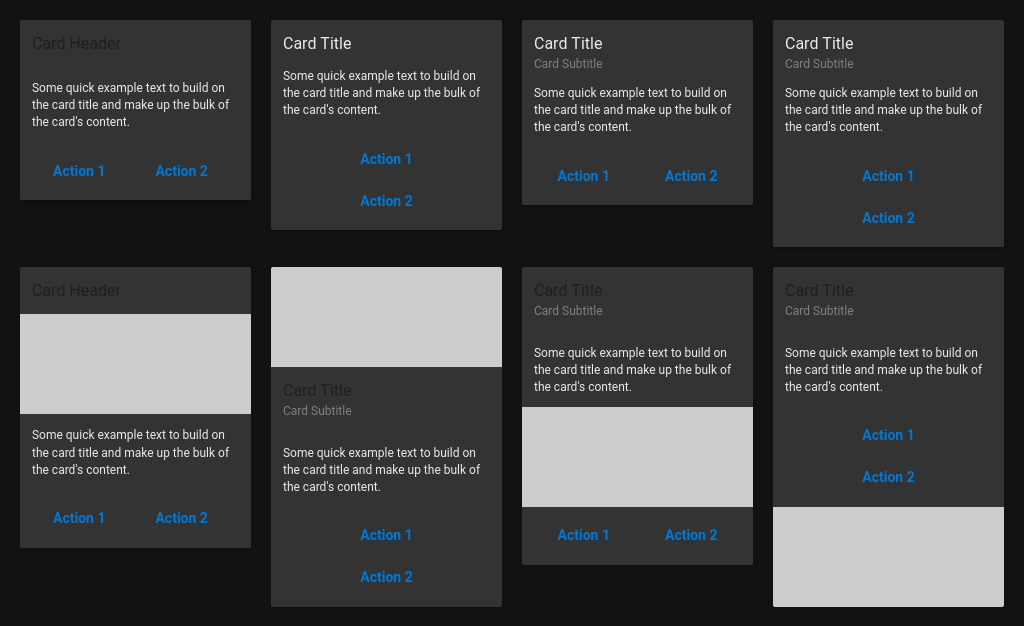 Card Header
Some quick example text to build on
the card title and make up the bulk of
the card's content.
Action 1 Action 2
Card Title
Some quick example text to build on
the card title and make up the bulk of
the card's content.
Action 1
Action 2
Card Title
Card Subtitle
Some quick example text to build on
the card title and make up the bulk of
the card's content.
Action 1 Action 2
Card Title
Card Subtitle
Some quick example text to build on
the card title and make up the bulk of
the card's content.
Action 1
Action 2
Card Header
Some quick example text to build on
the card title and make up the bulk of
the card's content.
Action 1 Action 2
Card Title
Card Subtitle
Some quick example text to build on
the card title and make up the bulk of
the card's content.
Action 1
Action 2
Card Title
Card Subtitle
Some quick example text to build on
the card title and make up the bulk of
the card's content.
Action 1 Action 2
Card Title
Card Subtitle
Some quick example text to build on
the card title and make up the bulk of
the card's content.
Action 1
Action 2